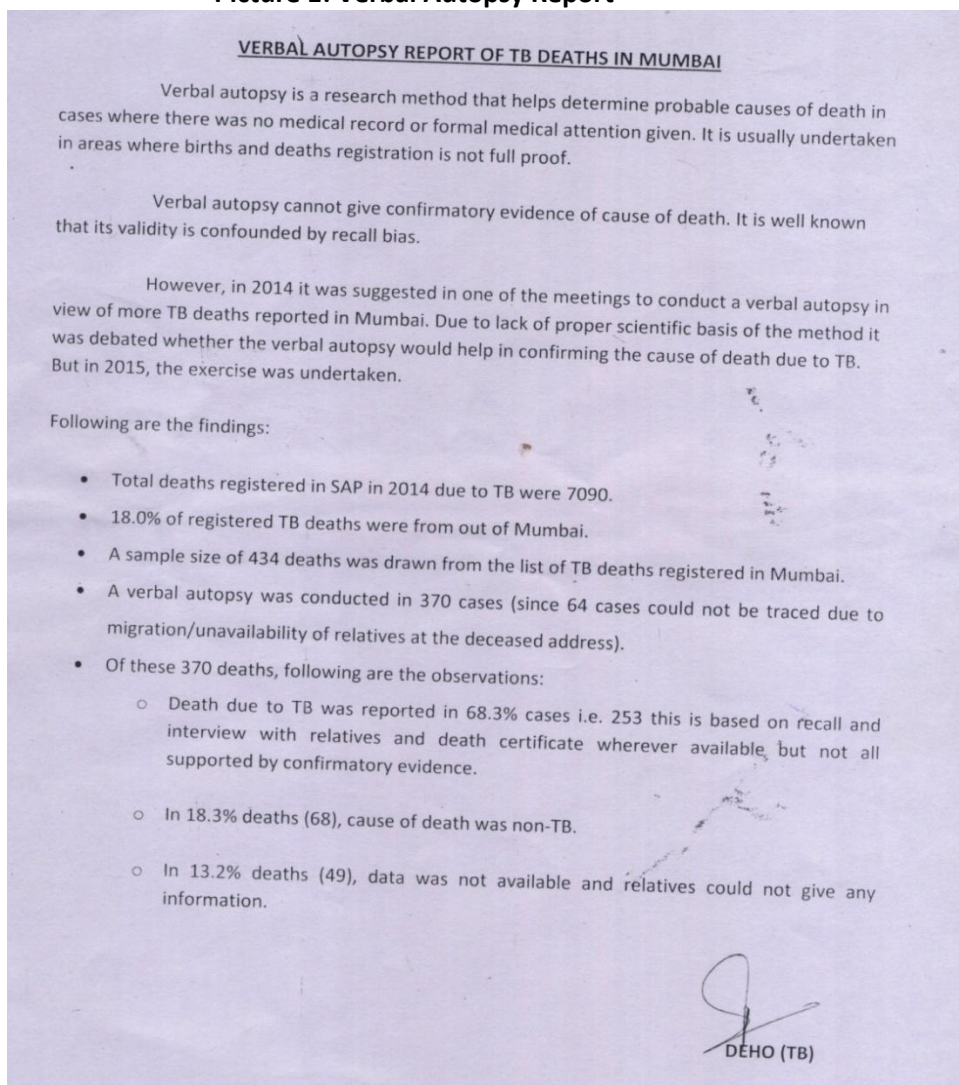 Picture 1: Verbal Autopsy Report
VERBAL AUTOPSY REPORT OF TB DEATHS IN MUMBAI
Verbal autopsy is a research method that helps determine probable causes of death in
cases where there was no medical record or formal medical attention given. It is usually undertaken
in areas where births and deaths registration is not full proof.
Verbal autopsy cannot give confirmatory evidence of cause of death. It is well known
that its validity is confounded by recall bias.
However, in 2014 it was suggested in one of the meetings to conduct a verbal autopsy in
view of more TB deaths reported in Mumbai. Due to lack of proper scientific basis of the method it
was debated whether the verbal autopsy would help in confirming the cause of death due to TB.
But in 2015, the exercise was undertaken.
Following are the findings:
• Total deaths registered in SAP in 2014 due to TB were 7090.
• 18.0% of registered TB deaths were from out of Mumbai.
• A sample size of 434 deaths was drawn from the list of TB deaths registered in Mumbai.
• A verbal autopsy was conducted in 370 cases (since 64 cases could not be traced due to
migration/unavailability of relatives at the deceased address).
• Of these 370 deaths, following are the observations:
○ Death due to TB was reported in 68.3% cases i.e. 253 this is based on recall and
interview with relatives and death certificate wherever available, but not all
supported by confirmatory evidence.
○ In 18.3% deaths (68), cause of death was non-TB.
○ In 13.2% deaths (49), data was not available and relatives could not give any
information.
DEHO (TB)